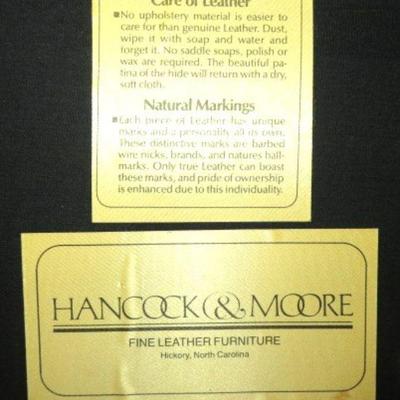 Care of Leather
■No upholstery material is easier to
care for than genuine Leather. Dust,
wipe it with soap and water and
forget it. No saddle soaps, polish or
wax are required. The beautiful pa-
tina of the hide will return with a dry,
soft cloth.
Natural Markings
■Each piece of Leather has unique
marks and a personality all its own.
These distinctive marks are barbed
wire nicks, brands, and natures hall-
marks. Only true Leather can boast
these marks, and pride of ownership
is enhanced due to this individuality.
HANCOCK & MOORE
FINE LEATHER FURNITURE
Hickory, North Carolina